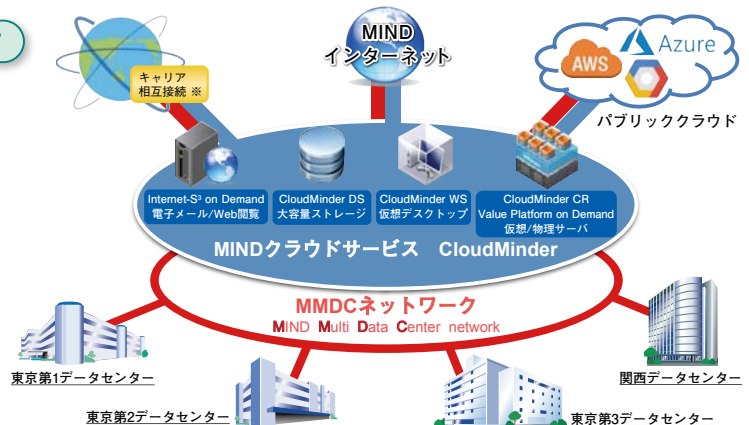 MIND
インターネット
Azure
AWS
キャリア
相互接続 ※
パブリッククラウド
Internet-S³ on Demand
電子メール/Web閲覧
CloudMinder DS
大容量ストレージ
CloudMinder WS
仮想デスクトップ
CloudMinder CR
Value Platform on Demand
仮想/物理サーバ
MINDクラウドサービス CloudMinder
MMDCネットワーク
MIND Multi Data Center network
東京第1データセンター
関西データセンター
東京第2データセンター
東京第3データセンター